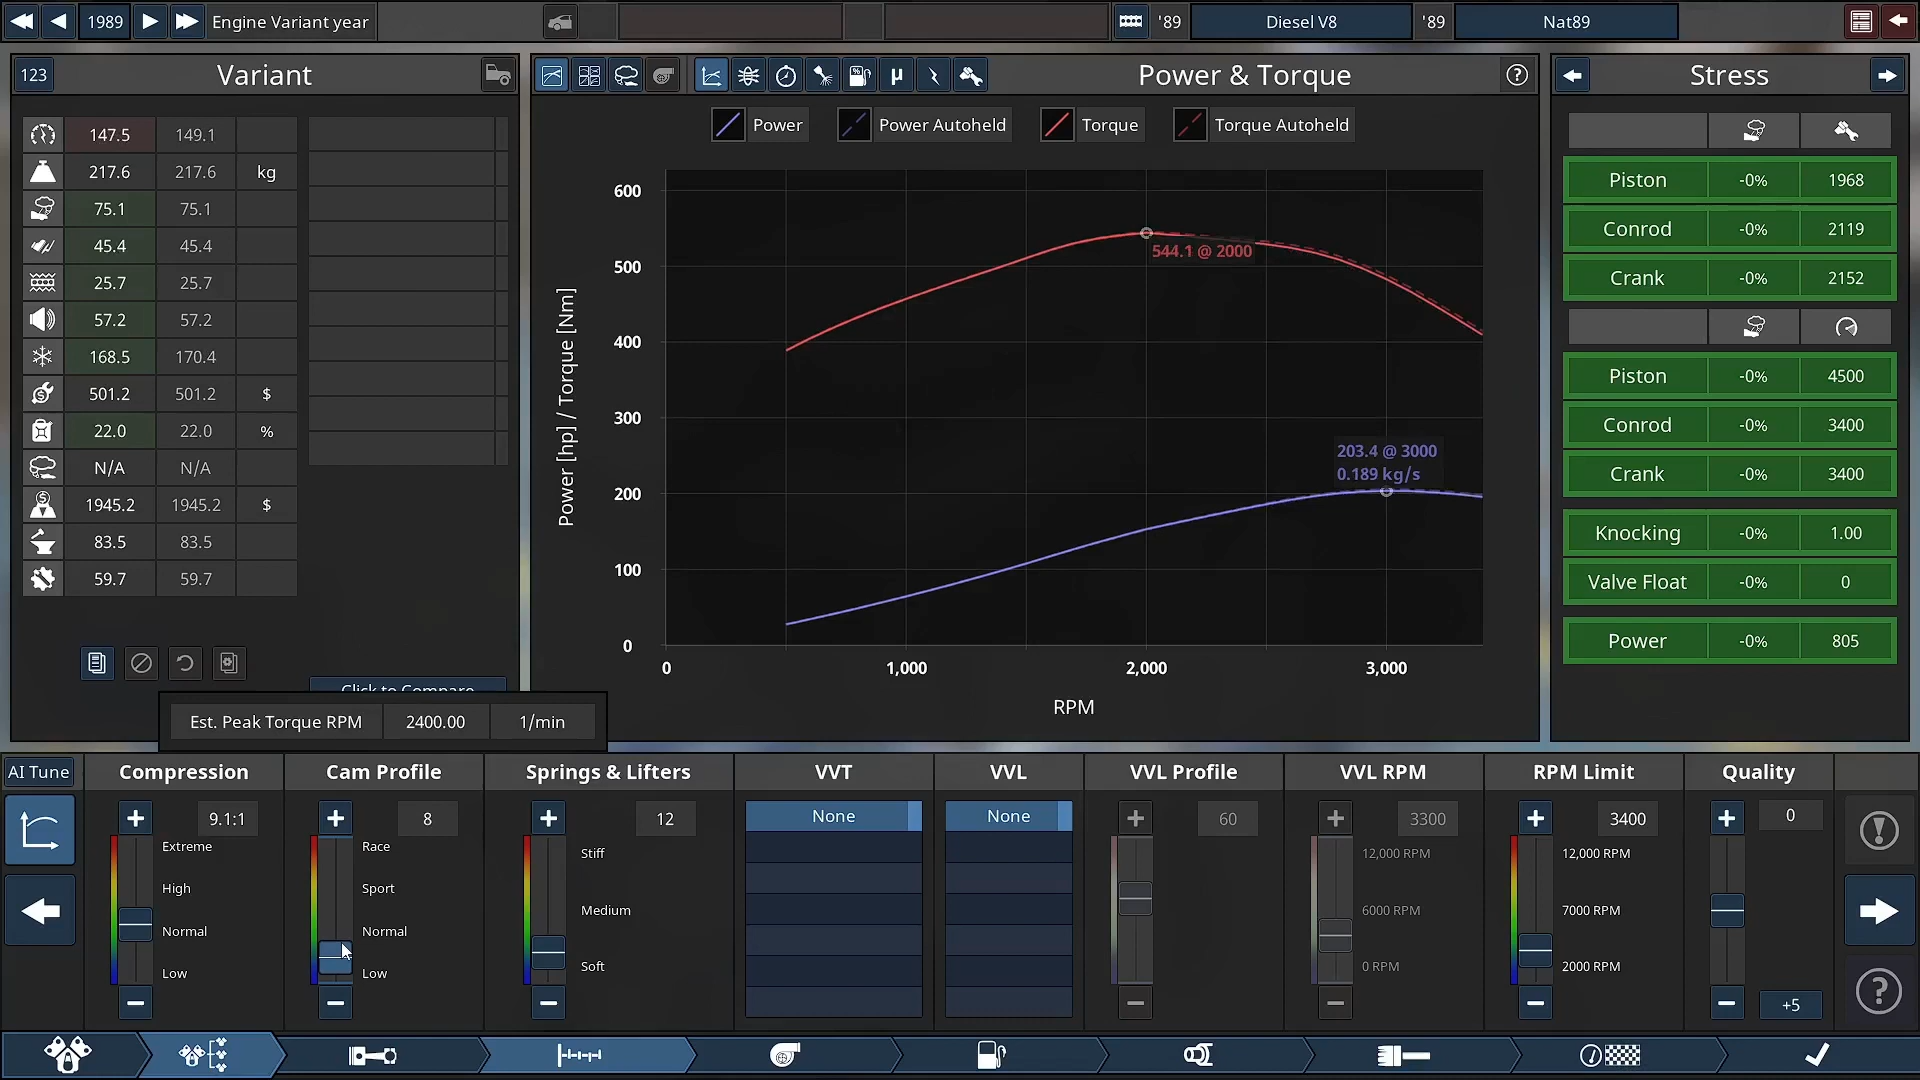 1989 Engine Variant year '89 Diesel V8 '89 Nat89
123 Variant
147.5 149.1
217.6 217.6 kg
75.1 75.1
45.4 45.4
25.7 25.7
57.2 57.2
168.5 170.4
501.2 501.2 $
22.0 22.0 %
N/A N/A
1945.2 1945.2 $
83.5 83.5
59.7 59.7
Click to Compare
Est. Peak Torque RPM 2400.00 1/min
μ Power & Torque ?
Power Power Autoheld Torque Torque Autoheld
Power [hp] / Torque [Nm]
600
500
400
300
200
100
0
544.1 @ 2000
203.4 @ 3000
0.189 kg/s
0 1,000 2,000 3,000
RPM
Stress
Piston -0% 1968
Conrod -0% 2119
Crank -0% 2152
Piston -0% 4500
Conrod -0% 3400
Crank -0% 3400
Knocking -0% 1.00
Valve Float -0% 0
Power -0% 805
AI Tune
Compression
+ 9.1:1
Extreme
High
Normal
Low
−
Cam Profile
+ 8
Race
Sport
Normal
Low
−
Springs & Lifters
+ 12
Stiff
Medium
Soft
−
VVT
None
VVL
None
VVL Profile
+ 60
−
VVL RPM
+ 3300
12,000 RPM
6000 RPM
0 RPM
−
RPM Limit
+ 3400
12,000 RPM
7000 RPM
2000 RPM
−
Quality
+ 0
− +5
!
?